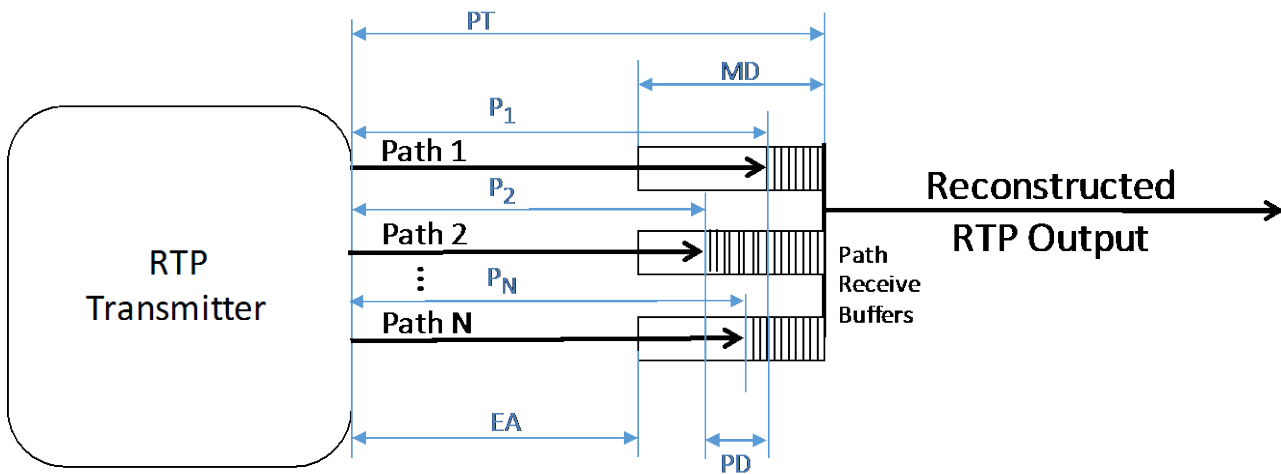 PT
MD
P1
Path 1
P2
Path 2
⋮
PN
Path N
EA
PD
RTP
Transmitter
Path
Receive
Buffers
Reconstructed
RTP Output